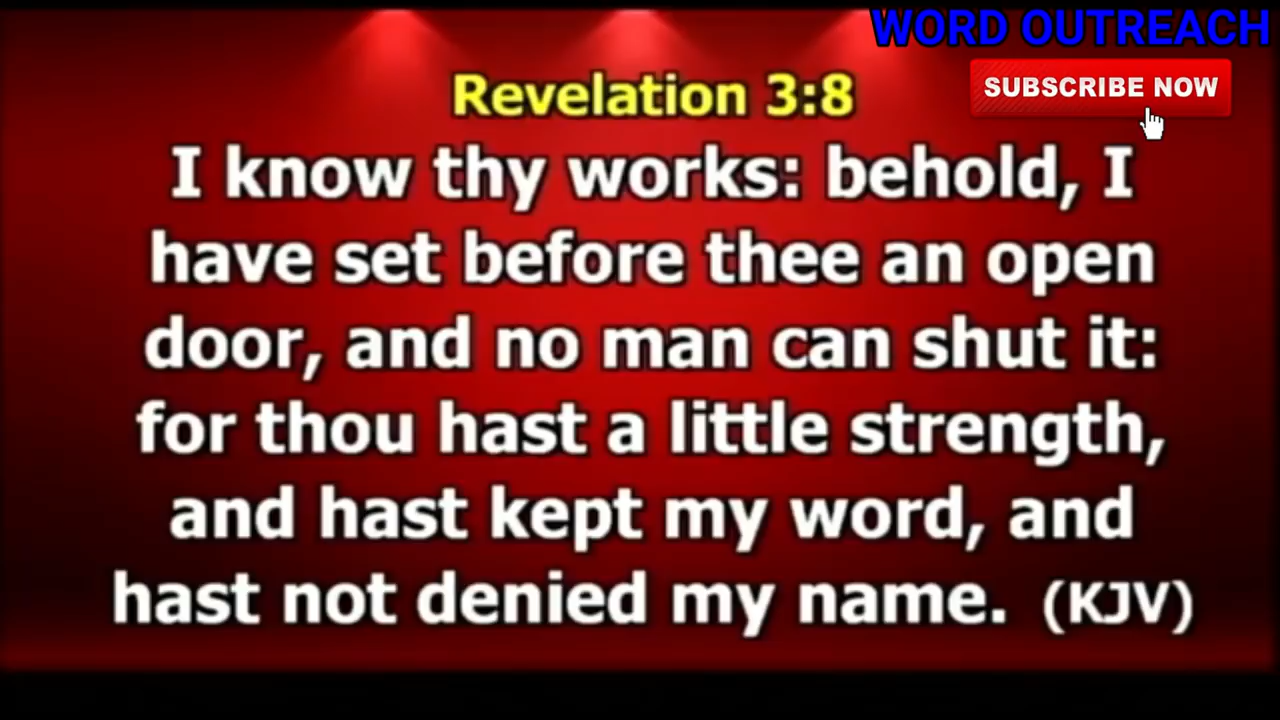 WORD OUTREACH
SUBSCRIBE NOW
Revelation 3:8
I know thy works: behold, I
have set before thee an open
door, and no man can shut it:
for thou hast a little strength,
and hast kept my word, and
hast not denied my name. (KJV)